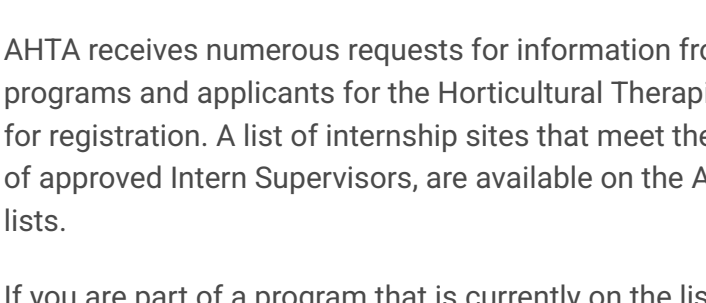 AHTA receives numerous requests for information
programs and applicants for the Horticultural
for registration. A list of internship sites that meet
of approved Intern Supervisors, are available on the
lists.
If you are part of a program that is currently on the